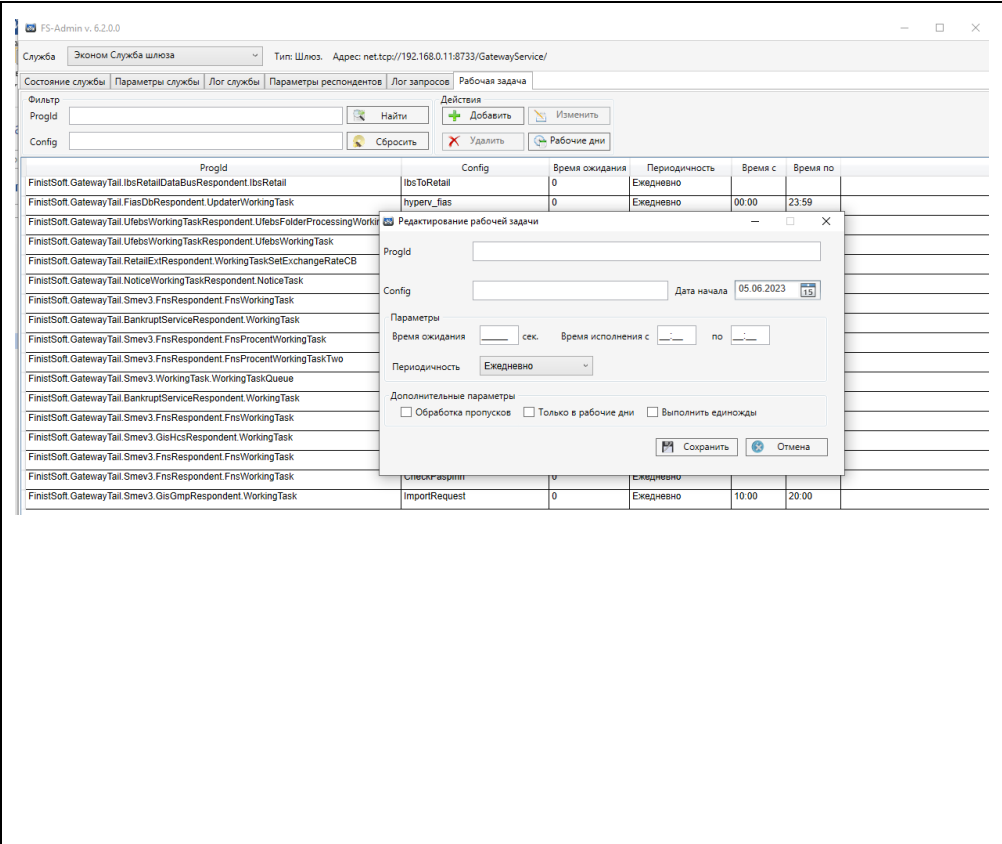 FS-Admin v. 6.2.0.0
Служба Эконом Служба шлюза Тип: Шлюз. Адрес: net.tcp://192.168.0.11:8733/GatewayService/
Состояние службы Параметры службы Лог службы Параметры респондентов Лог запросов Рабочая задача
Фильтр Действия
ProgId Найти Добавить Изменить
Config Сбросить Удалить Рабочие дни
ProgId Config Время ожидания Периодичность Время с Время по
FinistSoft.GatewayTail.IbsRetailDataBusRespondent.IbsRetail IbsToRetail 0 Ежедневно
FinistSoft.GatewayTail.FiasDbRespondent.UpdaterWorkingTask hyperv_fias 0 Ежедневно 00:00 23:59
FinistSoft.GatewayTail.UfebsWorkingTaskRespondent.UfebsFolderProcessingWorkin
FinistSoft.GatewayTail.UfebsWorkingTaskRespondent.UfebsWorkingTask
FinistSoft.GatewayTail.RetailExtRespondent.WorkingTaskSetExchangeRateCB
FinistSoft.GatewayTail.NoticeWorkingTaskRespondent.NoticeTask
FinistSoft.GatewayTail.Smev3.FnsRespondent.FnsWorkingTask
FinistSoft.GatewayTail.BankruptServiceRespondent.WorkingTask
FinistSoft.GatewayTail.Smev3.FnsRespondent.FnsProcentWorkingTask
FinistSoft.GatewayTail.Smev3.FnsRespondent.FnsProcentWorkingTaskTwo
FinistSoft.GatewayTail.Smev3.WorkingTask.WorkingTaskQueue
FinistSoft.GatewayTail.BankruptServiceRespondent.WorkingTask
FinistSoft.GatewayTail.Smev3.FnsRespondent.FnsWorkingTask
FinistSoft.GatewayTail.Smev3.GisHcsRespondent.WorkingTask
FinistSoft.GatewayTail.Smev3.FnsRespondent.FnsWorkingTask
FinistSoft.GatewayTail.Smev3.FnsRespondent.FnsWorkingTask CheckPaspInn 0 Ежедневно
FinistSoft.GatewayTail.Smev3.GisGmpRespondent.WorkingTask ImportRequest 0 Ежедневно 10:00 20:00
Редактирование рабочей задачи
ProgId
Config Дата начала 05.06.2023 15
Параметры
Время ожидания _____ сек. Время исполнения с __:__ по __:__
Периодичность Ежедневно
Дополнительные параметры
Обработка пропусков Только в рабочие дни Выполнить единожды
Сохранить Отмена